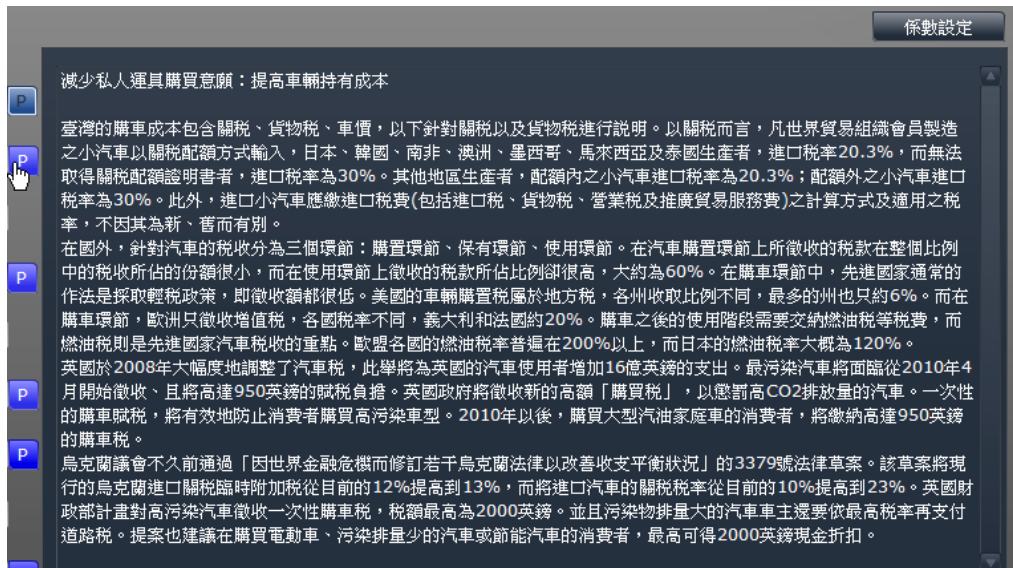 係數設定
減少私人運具購買意願：提高車輛持有成本
P
臺灣的購車成本包含關稅、貨物稅、車價，以下針對關稅以及貨物稅進行說明。以關稅而言，凡世界貿易組織會員製造
之小汽車以關稅配額方式輸入，日本、韓國、南非、澳洲、墨西哥、馬來西亞及泰國生產者，進口稅率20.3%，而無法
P
取得關稅配額證明書者，進口稅率為30%。其他地區生產者，配額內之小汽車進口稅率為20.3%；配額外之小汽車進口
稅率為30%。此外，進口小汽車應繳進口稅費(包括進口稅、貨物稅、營業稅及推廣貿易服務費)之計算方式及適用之稅
率，不因其為新、舊而有別。
在國外，針對汽車的稅收分為三個環節：購置環節、保有環節、使用環節。在汽車購置環節上所徵收的稅款在整個比例
中的稅收所佔的份額很小，而在使用環節上徵收的稅款所佔比例卻很高，大約為60%。在購車環節中，先進國家通常的
P
作法是採取輕稅政策，即徵收額都很低。美國的車輛購置稅屬於地方稅，各州收取比例不同，最多的州也只約6%。而在
購車環節，歐洲只徵收增值稅，各國稅率不同，義大利和法國約20%。購車之後的使用階段需要交納燃油稅等稅費，而
燃油稅則是先進國家汽車稅收的重點。歐盟各國的燃油稅率普遍在200%以上，而日本的燃油稅率大概為120%。
英國於2008年大幅度地調整了汽車稅，此舉將為英國的汽車使用者增加16億英鎊的支出。最污染汽車將面臨從2010年4
月開始徵收、且將高達950英鎊的賦稅負擔。英國政府將徵收新的高額「購買稅」，以懲罰高CO2排放量的汽車。一次性
P
的購車賦稅，將有效地防止消費者購買高污染車型。2010年以後，購買大型汽油家庭車的消費者，將繳納高達950英鎊
的購車稅。
P
烏克蘭議會不久前通過「因世界金融危機而修訂若干烏克蘭法律以改善收支平衡狀況」的3379號法律草案。該草案將現
行的烏克蘭進口關稅臨時附加稅從目前的12%提高到13%，而將進口汽車的關稅稅率從目前的10%提高到23%。英國財
政部計畫對高污染汽車徵收一次性購車稅，稅額最高為2000英鎊。並且污染物排量大的汽車車主還要依最高稅率再支付
道路稅。提案也建議在購買電動車、污染排量少的汽車或節能汽車的消費者，最高可得2000英鎊現金折扣。